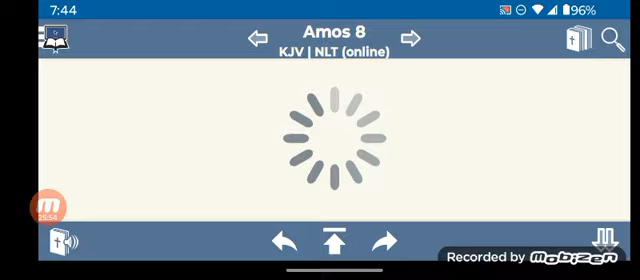 7:44
96%
Amos 8
KJV | NLT (online)
25:54
Recorded by MOBIZEN